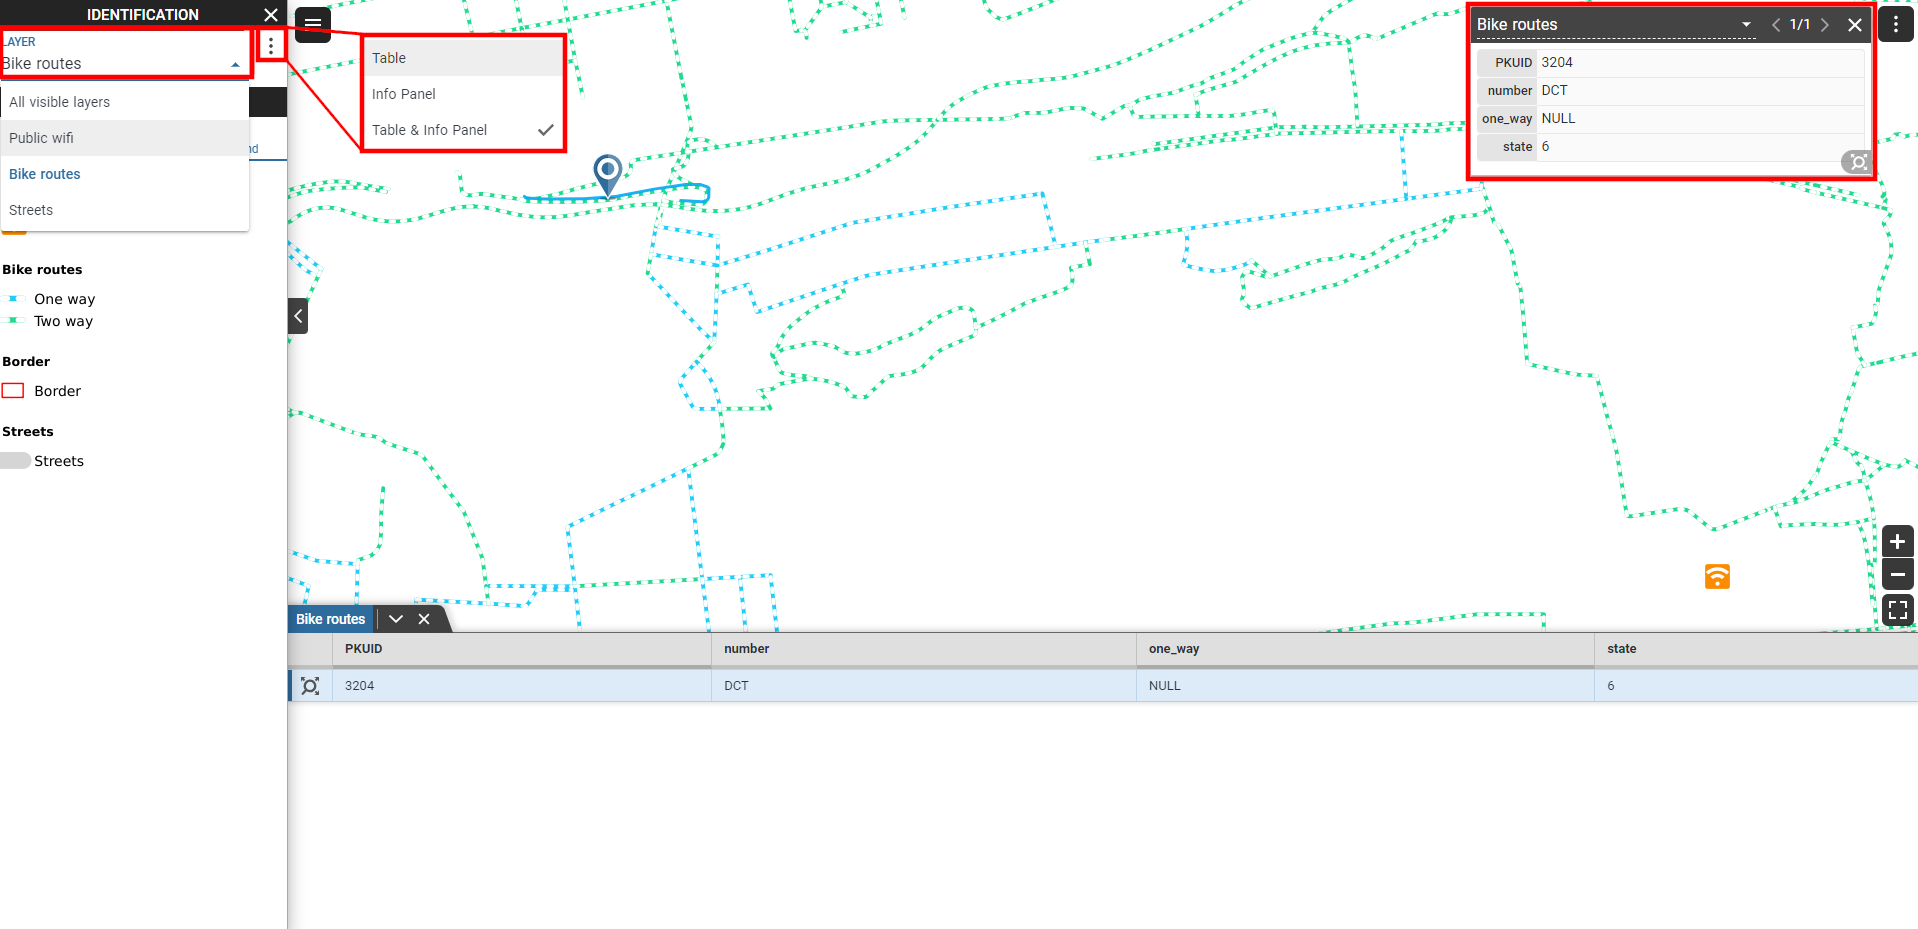 IDENTIFICATION
LAYER
Bike routes
All visible layers
Public wifi
nd
Bike routes
Streets
Bike routes
One way
Two way
Border
Border
Streets
Streets
Table
Info Panel
Table & Info Panel
Bike routes
1/1
PKUID 3204
number DCT
one_way NULL
state 6
Bike routes
PKUID number one_way state
3204 DCT NULL 6